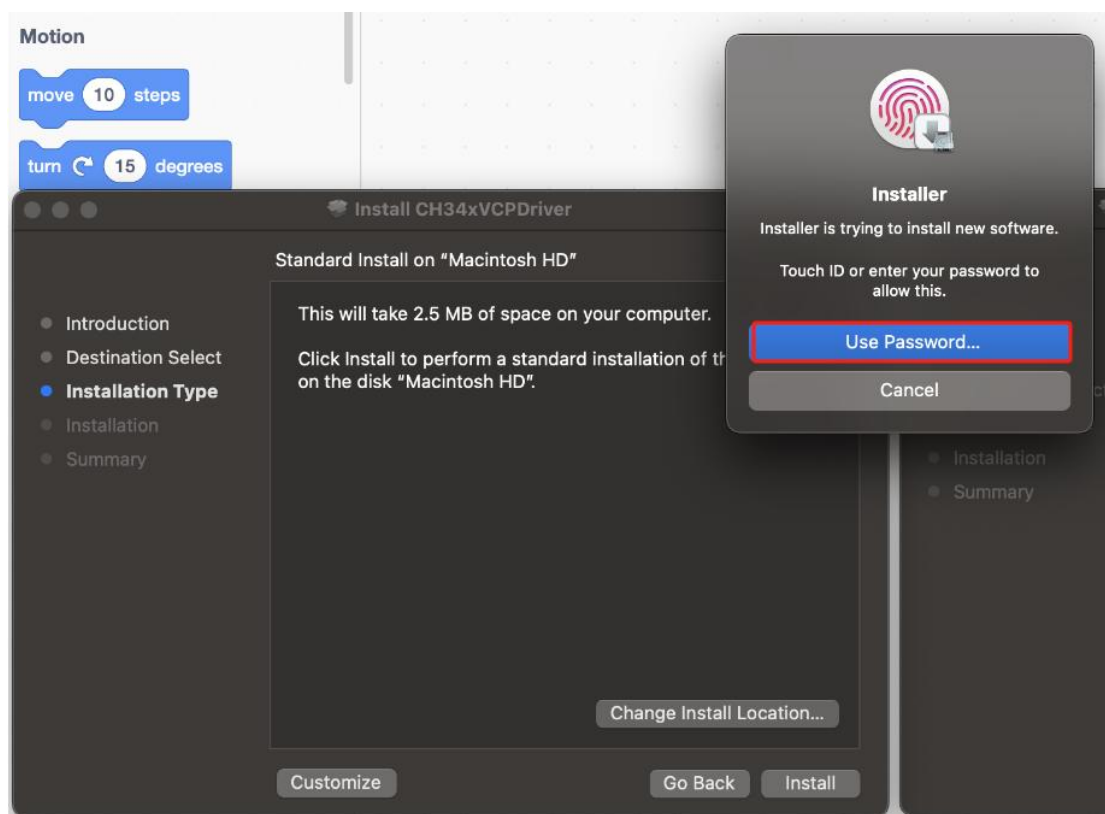 Motion
move 10 steps
turn 15 degrees
Install CH34xVCPDriver
Standard Install on “Macintosh HD”
Introduction
Destination Select
Installation Type
Installation
Summary
This will take 2.5 MB of space on your computer.
Click Install to perform a standard installation of
on the disk “Macintosh HD”.
Change Install Location...
Customize
Go Back
Install
Installer
Installer is trying to install new software.
Touch ID or enter your password to
allow this.
Use Password...
Cancel
Installation
Summary